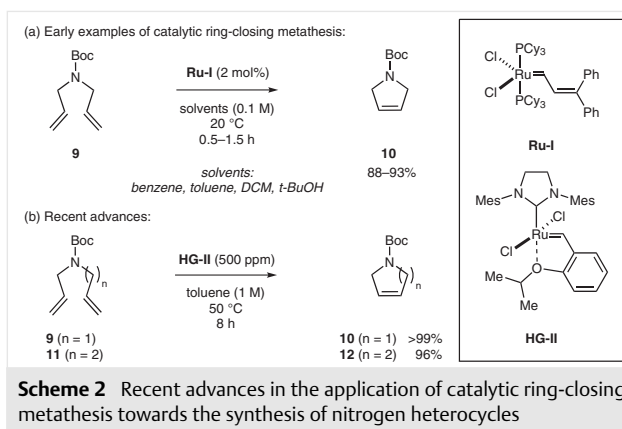 (a) Early examples of catalytic ring-closing metathesis:
Boc
N
9
Ru-I (2 mol%)
solvents (0.1 M)
20 °C
0.5–1.5 h
solvents:
benzene, toluene, DCM, t-BuOH
Boc
N
10
88–93%
(b) Recent advances:
Boc
N
n
9 (n = 1)
11 (n = 2)
HG-II (500 ppm)
toluene (1 M)
50 °C
8 h
Boc
N
n
10 (n = 1) >99%
12 (n = 2) 96%
PCy3
Cl
Ru
Ph
Cl
PCy3
Ph
Ru-I
Mes
N
N
Mes
Cl
Ru
Cl
O
Me
Me
HG-II
Scheme 2 Recent advances in the application of catalytic ring-closing
metathesis towards the synthesis of nitrogen heterocycles